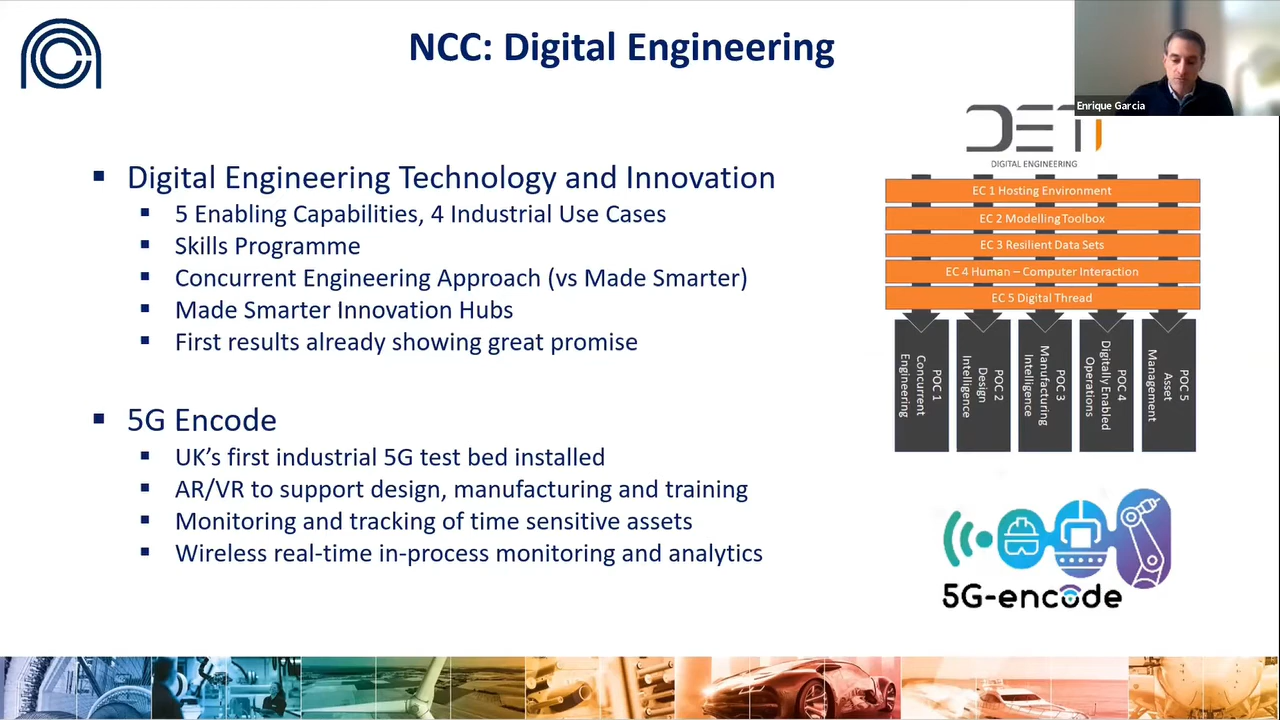 NCC: Digital Engineering
Enrique Garcia
Digital Engineering Technology and Innovation
5 Enabling Capabilities, 4 Industrial Use Cases
Skills Programme
Concurrent Engineering Approach (vs Made Smarter)
Made Smarter Innovation Hubs
First results already showing great promise
5G Encode
UK's first industrial 5G test bed installed
AR/VR to support design, manufacturing and training
Monitoring and tracking of time sensitive assets
Wireless real-time in-process monitoring and analytics
DETI
DIGITAL ENGINEERING
EC 1 Hosting Environment
EC 2 Modelling Toolbox
EC 3 Resilient Data Sets
EC 4 Human – Computer Interaction
EC 5 Digital Thread
POC 1
Concurrent
Engineering
POC 2
Design
Intelligence
POC 3
Manufacturing
Intelligence
POC 4
Digitally Enabled
Operations
POC 5
Asset
Management
5G-encode